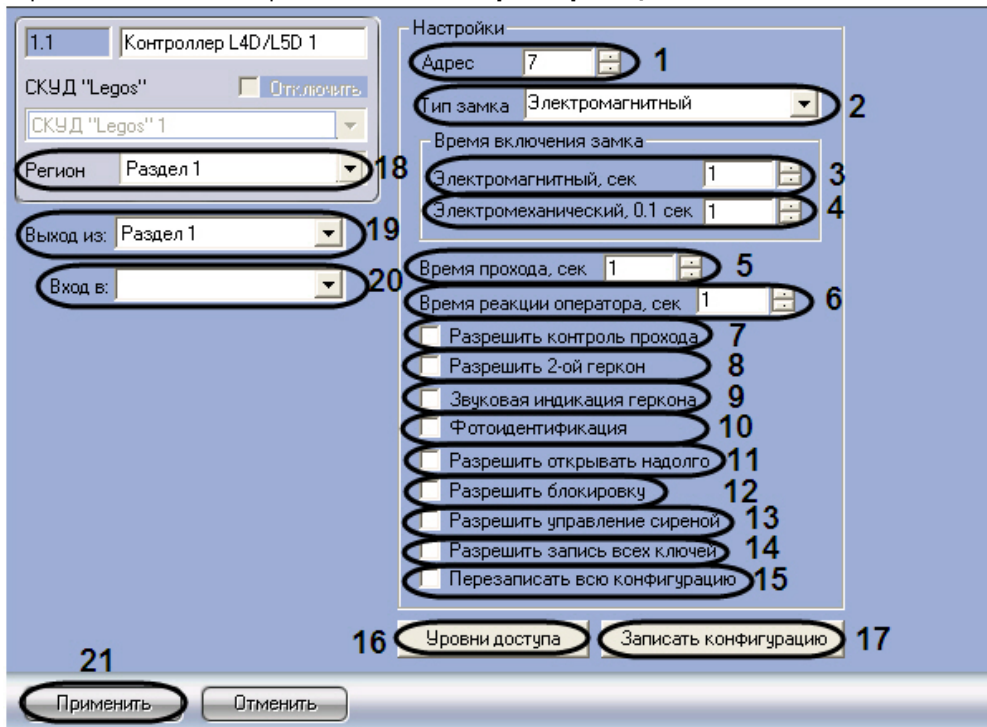 1.1 Контроллер L4D/L5D 1
СКУД "Legos" Отключить
СКУД "Legos" 1
Регион Раздел 1 18
Выход из: Раздел 1 19
Вход в: 20
Настройки
Адрес 7 1
Тип замка Электромагнитный 2
Время включения замка
Электромагнитный, сек 1 3
Электромеханический, 0.1 сек 1 4
Время прохода, сек 1 5
Время реакции оператора, сек 1 6
Разрешить контроль прохода 7
Разрешить 2-ой геркон 8
Звуковая индикация геркона 9
Фотоидентификация 10
Разрешить открывать надолго 11
Разрешить блокировку 12
Разрешить управление сиреной 13
Разрешить запись всех ключей 14
Перезаписать всю конфигурацию 15
16 Уровни доступа Записать конфигурацию 17
21
Применить Отменить